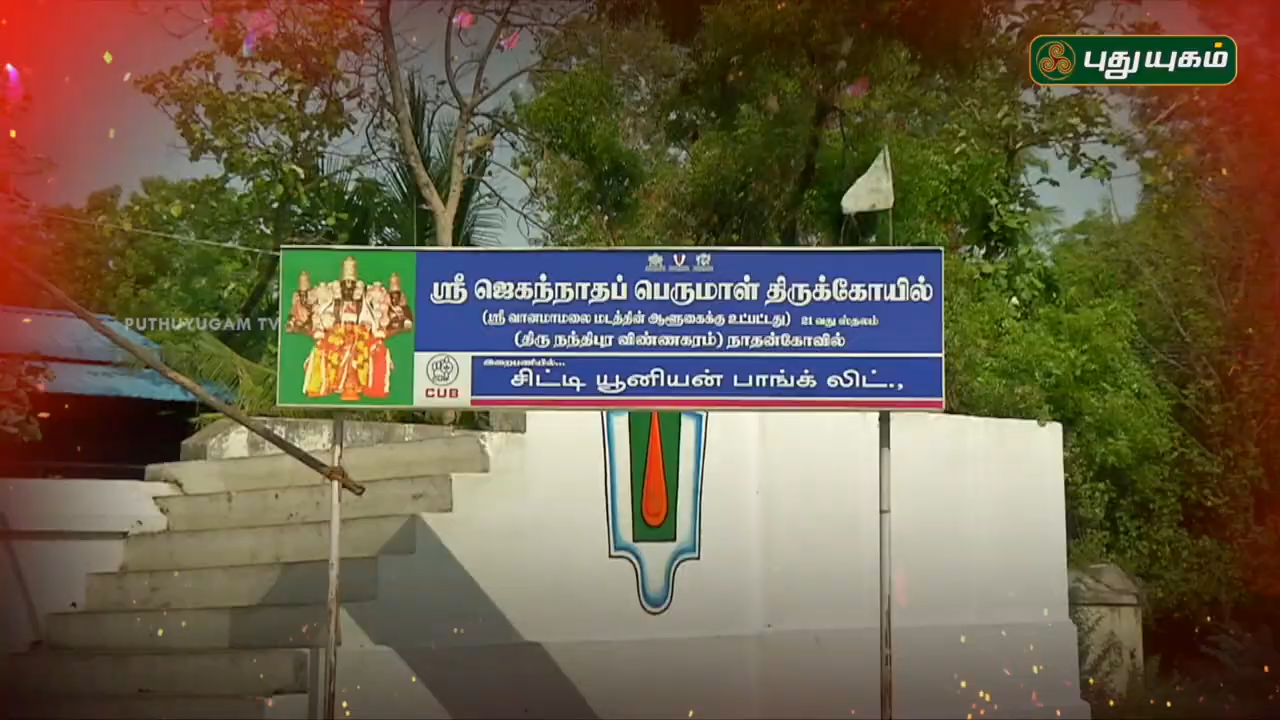 புதுயுகம்
ஸ்ரீ ஜெகந்நாதப் பெருமாள் திருக்கோயில்
(ஸ்ரீ வானமாமலை மடத்தின் ஆளுகைக்கு உட்பட்டது) 21 வது ஸ்தலம்
PUTHUYUGAM TV
(திரு நந்திபுர விண்ணகரம்) நாதன்கோவில்
இறைபணியில்...
சிட்டி யூனியன் பாங்க் லிட்.,
CUB